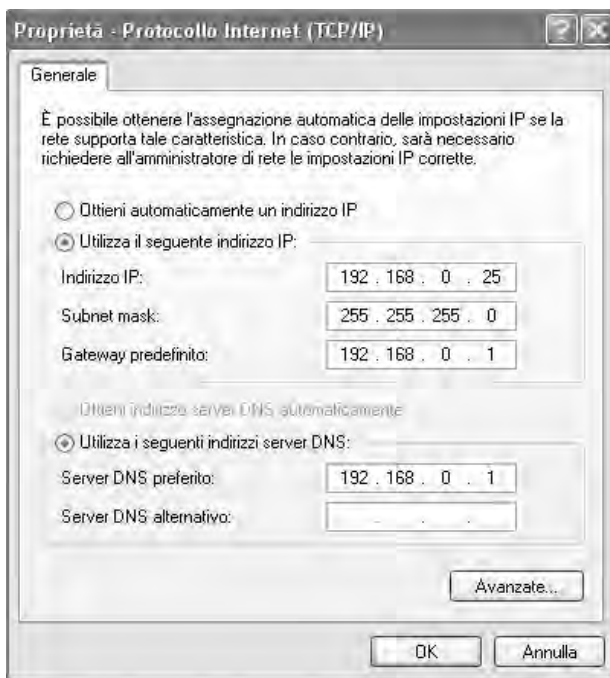 Proprietà - Protocollo Internet (TCP/IP)
Generale
È possibile ottenere l'assegnazione automatica delle impostazioni IP se la
rete supporta tale caratteristica. In caso contrario, sarà necessario
richiedere all'amministratore di rete le impostazioni IP corrette.
Ottieni automaticamente un indirizzo IP
Utilizza il seguente indirizzo IP:
Indirizzo IP: 192 . 168 . 0 . 25
Subnet mask: 255 . 255 . 255 . 0
Gateway predefinito: 192 . 168 . 0 . 1
Ottieni indirizzo server DNS automaticamente
Utilizza i seguenti indirizzi server DNS:
Server DNS preferito: 192 . 168 . 0 . 1
Server DNS alternativo: . . .
Avanzate...
OK Annulla